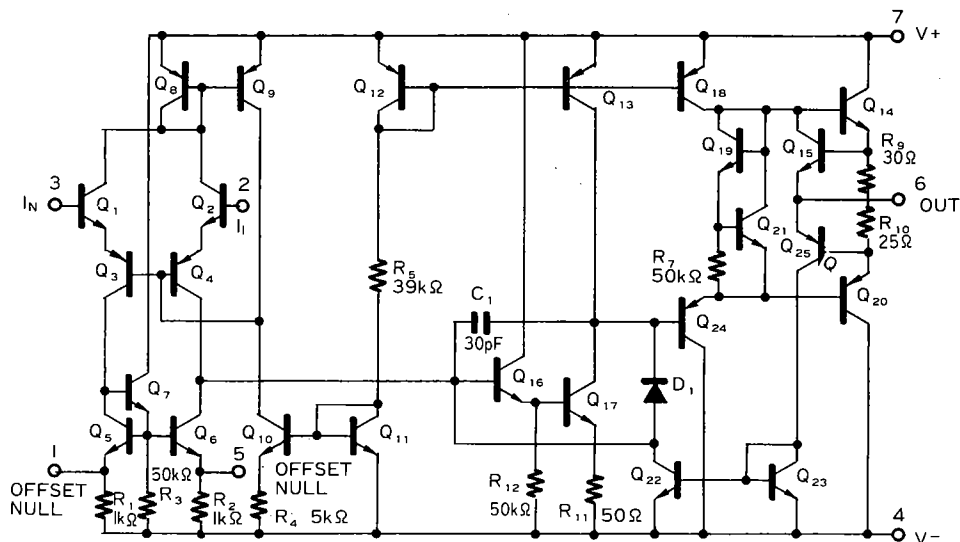 7
V+
Q8
Q9
Q12
Q13
Q18
Q14
Q19
Q15
R9
30Ω
3
IN
Q1
2
II
Q2
6
OUT
Q21
R10
25Ω
Q3
Q4
R5
39kΩ
R7
50kΩ
Q25
Q
Q20
C1
30pF
Q24
Q7
Q16
D1
Q5
Q6
Q10
Q11
Q17
1
5
OFFSET
NULL
50kΩ
OFFSET
NULL
Q22
Q23
R1
1kΩ
R3
R2
1kΩ
R4
5kΩ
R12
50kΩ
R11
50Ω
4
V-